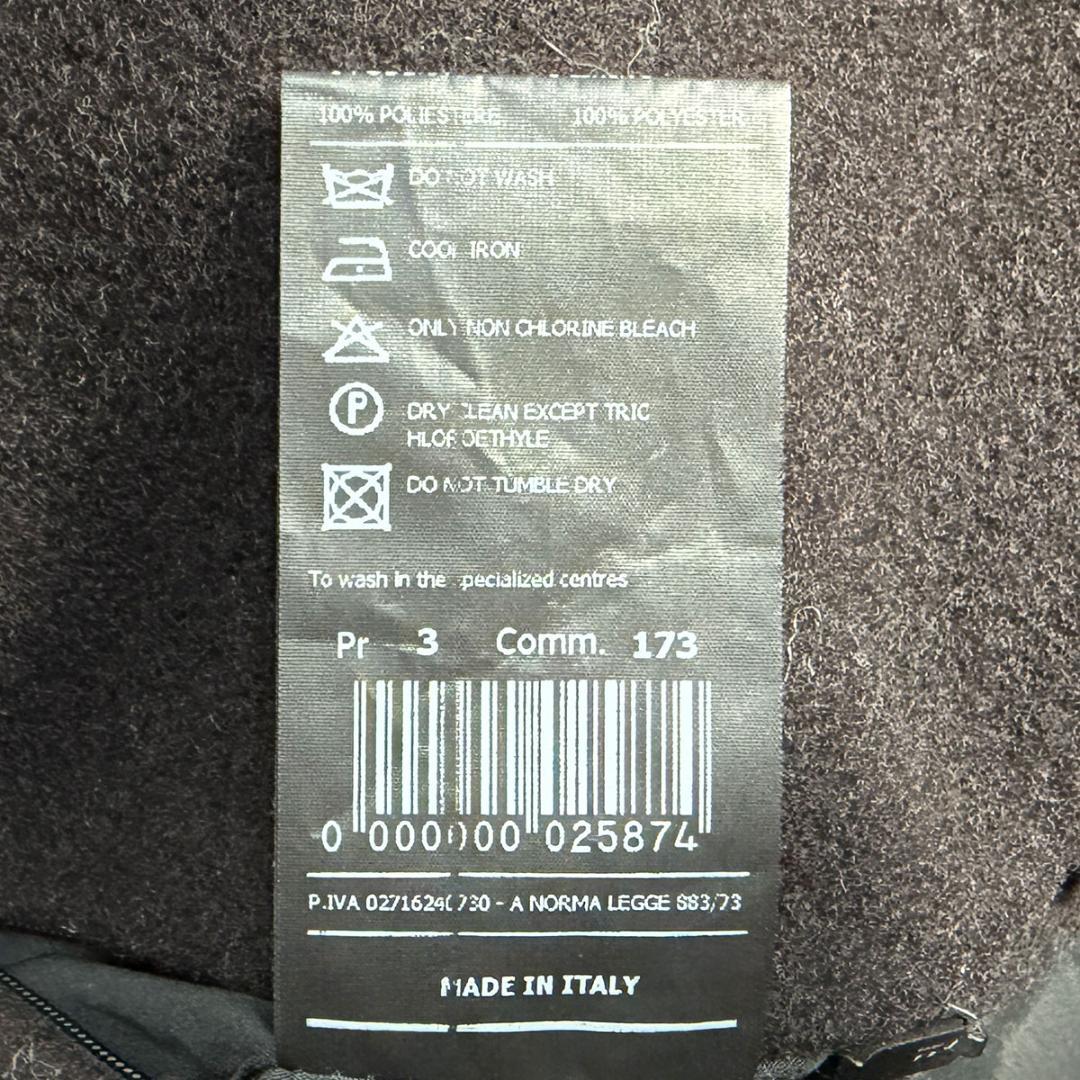 100% POLIESTERE 100% POLYESTER
DO NOT WASH
COOL IRON
ONLY NON CHLORINE BLEACH
P
DRY CLEAN EXCEPT TRIC
HLOROETHYLE
DO NOT TUMBLE DRY
To wash in the specialized centres
Pr 3 Comm. 173
0 000000 025874
P.IVA 02716240730 - A NORMA LEGGE 883/73
MADE IN ITALY